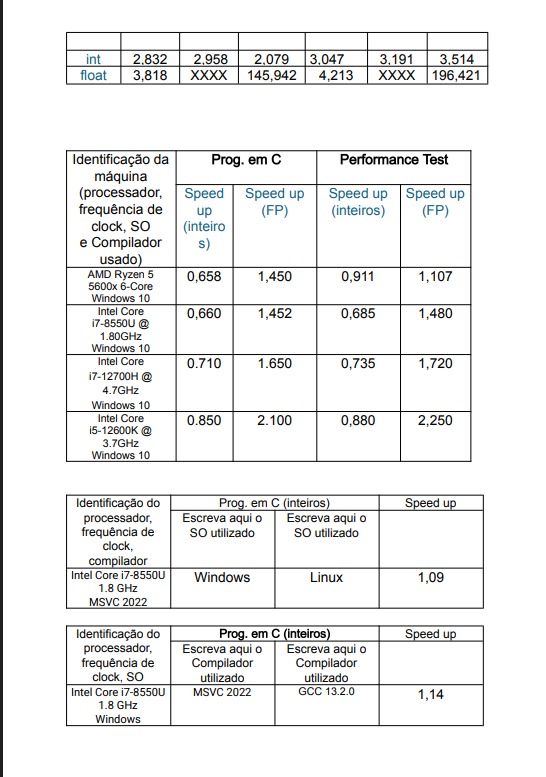 int 2,832 2,958 2,079 3,047 3,191 3,514
float 3,818 XXXX 145,942 4,213 XXXX 196,421
Identificação da máquina (processador, frequência de clock, SO e Compilador usado) Prog. em C Performance Test
Speed up (inteiros) Speed up (FP) Speed up (inteiros) Speed up (FP)
AMD Ryzen 5 5600x 6-Core Windows 10 0,658 1,450 0,911 1,107
Intel Core i7-8550U @ 1.80GHz Windows 10 0,660 1,452 0,685 1,480
Intel Core i7-12700H @ 4.7GHz Windows 10 0.710 1.650 0,735 1,720
Intel Core i5-12600K @ 3.7GHz Windows 10 0.850 2.100 0,880 2,250
Identificação do processador, frequência de clock, compilador Prog. em C (inteiros) Speed up
Escreva aqui o SO utilizado Escreva aqui o SO utilizado
Intel Core i7-8550U 1.8 GHz MSVC 2022 Windows Linux 1,09
Identificação do processador, frequência de clock, SO Prog. em C (inteiros) Speed up
Escreva aqui o Compilador utilizado Escreva aqui o Compilador utilizado
Intel Core i7-8550U 1.8 GHz Windows MSVC 2022 GCC 13.2.0 1,14